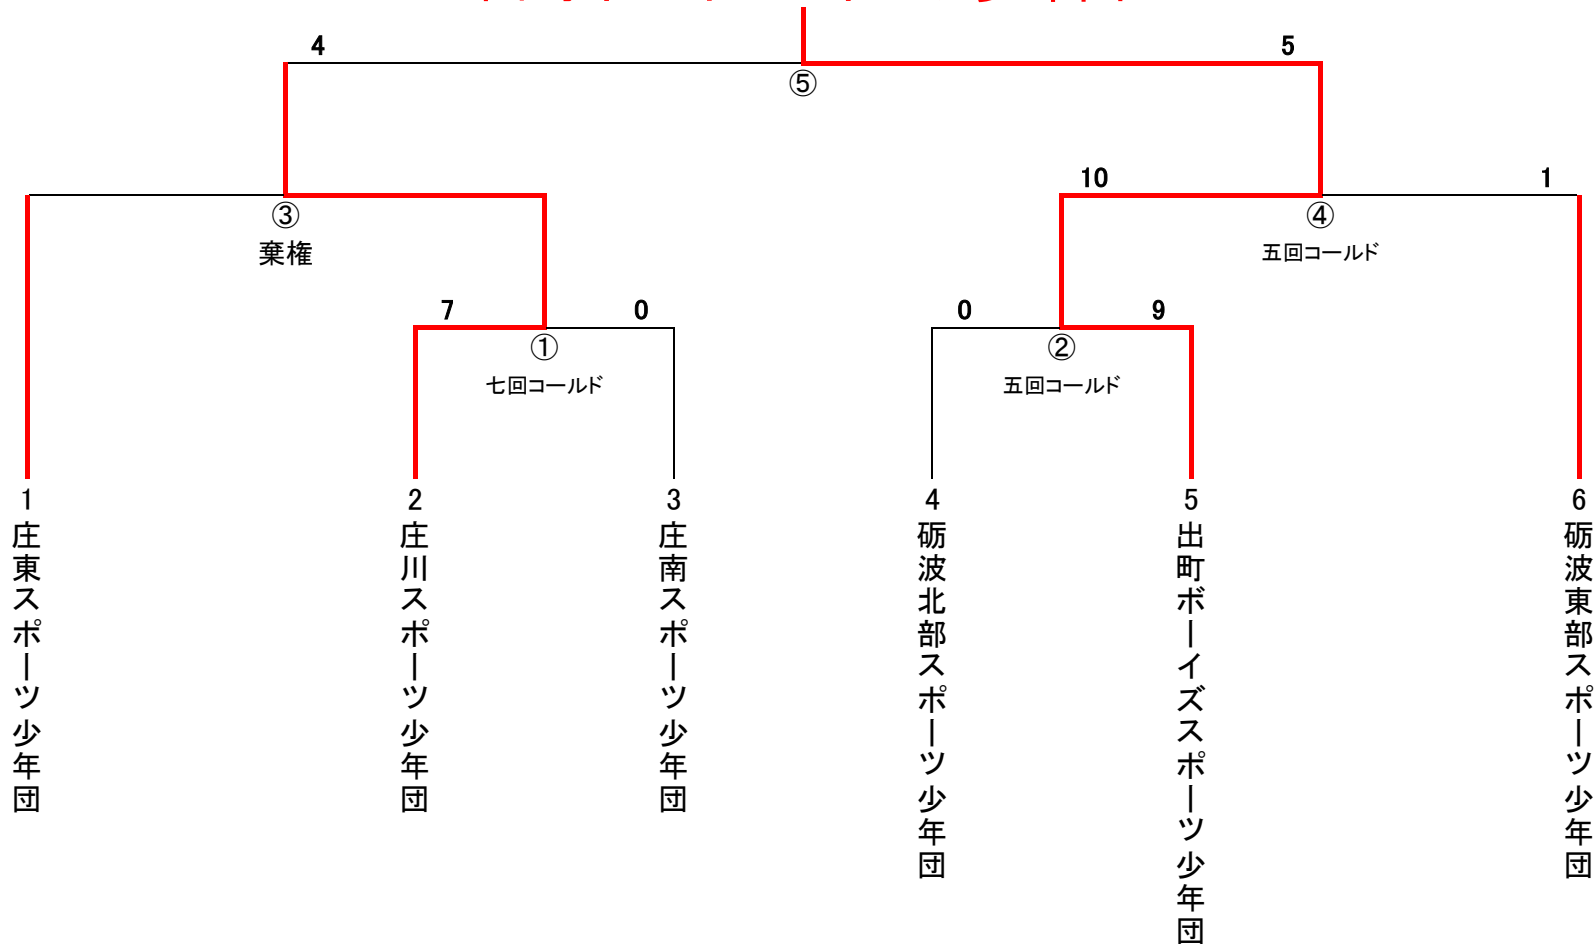 4
5
⑤
10
1
③
④
棄権
五回コールド
7
0
0
9
①
②
七回コールド
五回コールド
1
2
3
4
5
6
庄東スポーツ少年団
庄川スポーツ少年団
庄南スポーツ少年団
砺波北部スポーツ少年団
出町ボーイズスポーツ少年団
砺波東部スポーツ少年団